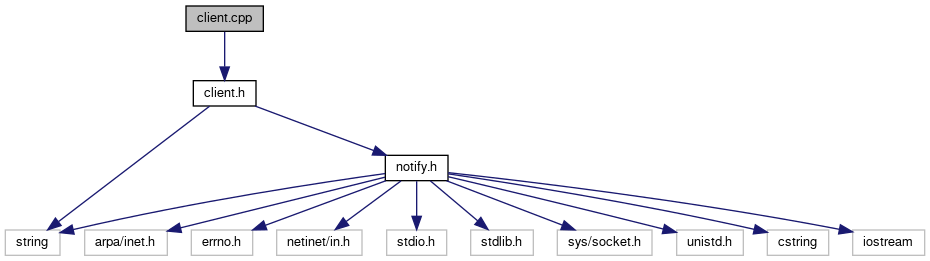 client.cpp
client.h
notify.h
string
arpa/inet.h
errno.h
netinet/in.h
stdio.h
stdlib.h
sys/socket.h
unistd.h
cstring
iostream